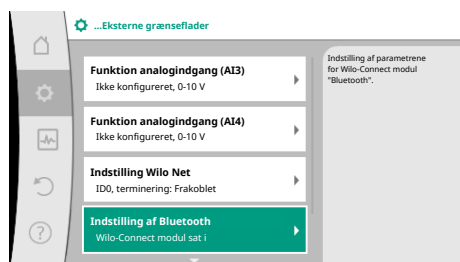 ...Eksterne grænseflader
Funktion analogindgang (AI3)
Ikke konfigureret, 0-10 V
Funktion analogindgang (AI4)
Ikke konfigureret, 0-10 V
Indstilling Wilo Net
ID0, terminering: Frakoblet
Indstilling af Bluetooth
Wilo-Connect modul sat i
Indstilling af parametrene
for Wilo-Connect modul
"Bluetooth".